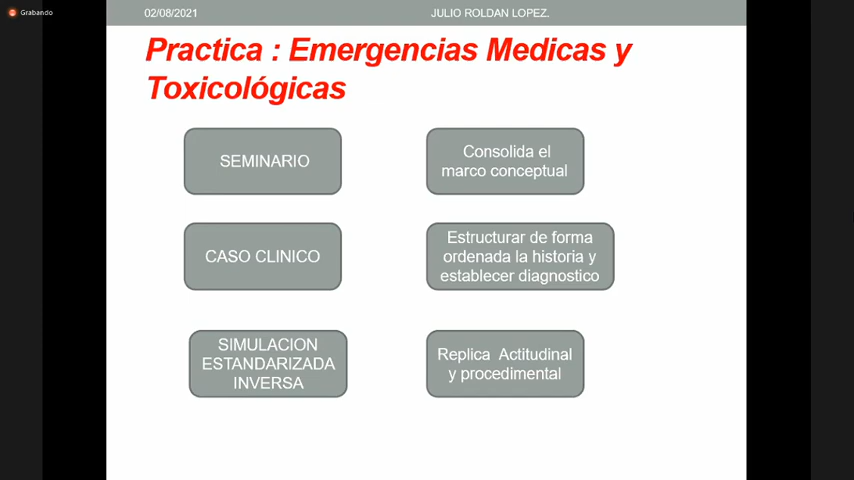 Grabando
02/08/2021
JULIO ROLDAN LOPEZ.
Practica : Emergencias Medicas y
Toxicológicas
SEMINARIO
Consolida el
marco conceptual
CASO CLINICO
Estructurar de forma
ordenada la historia y
establecer diagnostico
SIMULACION
ESTANDARIZADA
INVERSA
Replica  Actitudinal
y procedimental